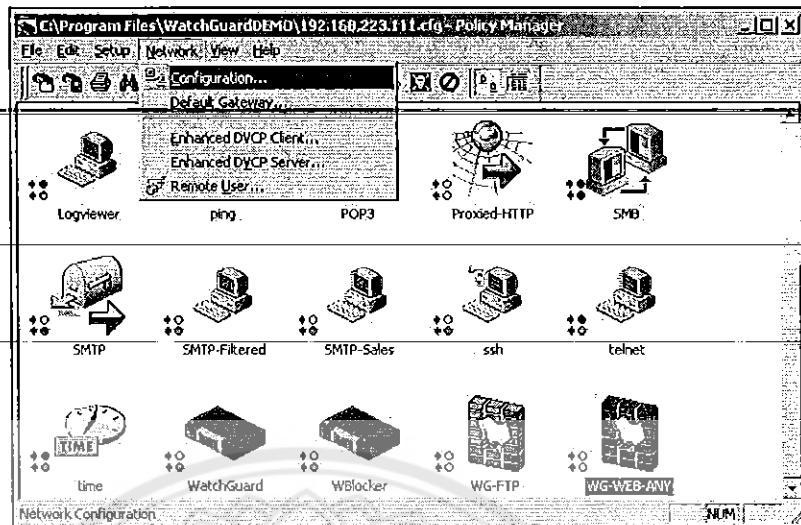 C:\Program Files\WatchGuardDEMO\192.168.223.111.cfg - Policy Manager
File Edit Setup Network View Help
Configuration...
Default Gateway...
Enhanced DVCP Client...
Enhanced DVCP Server...
Remote User...
Logviewer ping POP3 Proxied-HTTP SMB
SMTP SMTP-Filtered SMTP-Sales ssh telnet
TIME
time WatchGuard WBlocker WG-FTP WG-WEB-ANY
Network Configuration NUM